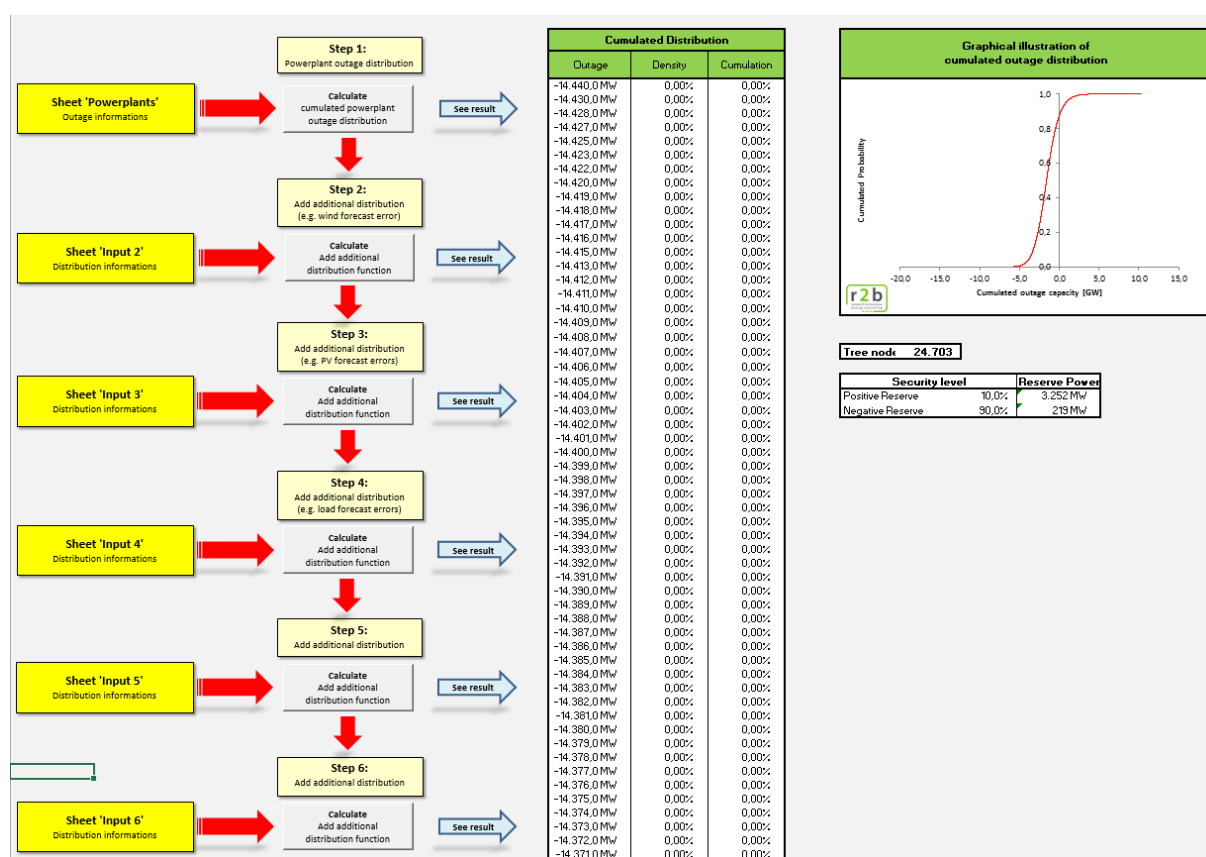 Step 1:
Powerplant outage distribution
Sheet 'Powerplants'
Outage informations
Calculate
cumulated powerplant
outage distribution
See result
Step 2:
Add additional distribution
(e.g. wind forecast error)
Sheet 'Input 2'
Distribution informations
Calculate
Add additional
distribution function
See result
Step 3:
Add additional distribution
(e.g. PV forecast errors)
Sheet 'Input 3'
Distribution informations
Calculate
Add additional
distribution function
See result
Step 4:
Add additional distribution
(e.g. load forecast errors)
Sheet 'Input 4'
Distribution informations
Calculate
Add additional
distribution function
See result
Step 5:
Add additional distribution
Sheet 'Input 5'
Distribution informations
Calculate
Add additional
distribution function
See result
Step 6:
Add additional distribution
Sheet 'Input 6'
Distribution informations
Calculate
Add additional
distribution function
See result
Cumulated Distribution
Outage Density Cumulation
-14.440,0 MW 0,00% 0,00%
-14.430,0 MW 0,00% 0,00%
-14.428,0 MW 0,00% 0,00%
-14.427,0 MW 0,00% 0,00%
-14.425,0 MW 0,00% 0,00%
-14.423,0 MW 0,00% 0,00%
-14.422,0 MW 0,00% 0,00%
-14.420,0 MW 0,00% 0,00%
-14.419,0 MW 0,00% 0,00%
-14.418,0 MW 0,00% 0,00%
-14.417,0 MW 0,00% 0,00%
-14.416,0 MW 0,00% 0,00%
-14.415,0 MW 0,00% 0,00%
-14.413,0 MW 0,00% 0,00%
-14.412,0 MW 0,00% 0,00%
-14.411,0 MW 0,00% 0,00%
-14.410,0 MW 0,00% 0,00%
-14.409,0 MW 0,00% 0,00%
-14.408,0 MW 0,00% 0,00%
-14.407,0 MW 0,00% 0,00%
-14.406,0 MW 0,00% 0,00%
-14.405,0 MW 0,00% 0,00%
-14.404,0 MW 0,00% 0,00%
-14.403,0 MW 0,00% 0,00%
-14.402,0 MW 0,00% 0,00%
-14.401,0 MW 0,00% 0,00%
-14.400,0 MW 0,00% 0,00%
-14.399,0 MW 0,00% 0,00%
-14.398,0 MW 0,00% 0,00%
-14.397,0 MW 0,00% 0,00%
-14.396,0 MW 0,00% 0,00%
-14.395,0 MW 0,00% 0,00%
-14.394,0 MW 0,00% 0,00%
-14.393,0 MW 0,00% 0,00%
-14.392,0 MW 0,00% 0,00%
-14.391,0 MW 0,00% 0,00%
-14.390,0 MW 0,00% 0,00%
-14.389,0 MW 0,00% 0,00%
-14.388,0 MW 0,00% 0,00%
-14.387,0 MW 0,00% 0,00%
-14.386,0 MW 0,00% 0,00%
-14.385,0 MW 0,00% 0,00%
-14.384,0 MW 0,00% 0,00%
-14.383,0 MW 0,00% 0,00%
-14.382,0 MW 0,00% 0,00%
-14.381,0 MW 0,00% 0,00%
-14.380,0 MW 0,00% 0,00%
-14.379,0 MW 0,00% 0,00%
-14.378,0 MW 0,00% 0,00%
-14.377,0 MW 0,00% 0,00%
-14.376,0 MW 0,00% 0,00%
-14.375,0 MW 0,00% 0,00%
-14.374,0 MW 0,00% 0,00%
-14.373,0 MW 0,00% 0,00%
-14.372,0 MW 0,00% 0,00%
-14.371,0 MW 0,00% 0,00%
Graphical illustration of
cumulated outage distribution
Cumulated Probability
1,0
0,8
0,6
0,4
0,2
0,0
-20,0 -15,0 -10,0 -5,0 0,0 5,0 10,0 15,0
Cumulated outage capacity [GW]
r2b
Tree node 24.703
Security level Reserve Power
Positive Reserve 10,0% 3.252 MW
Negative Reserve 90,0% 219 MW